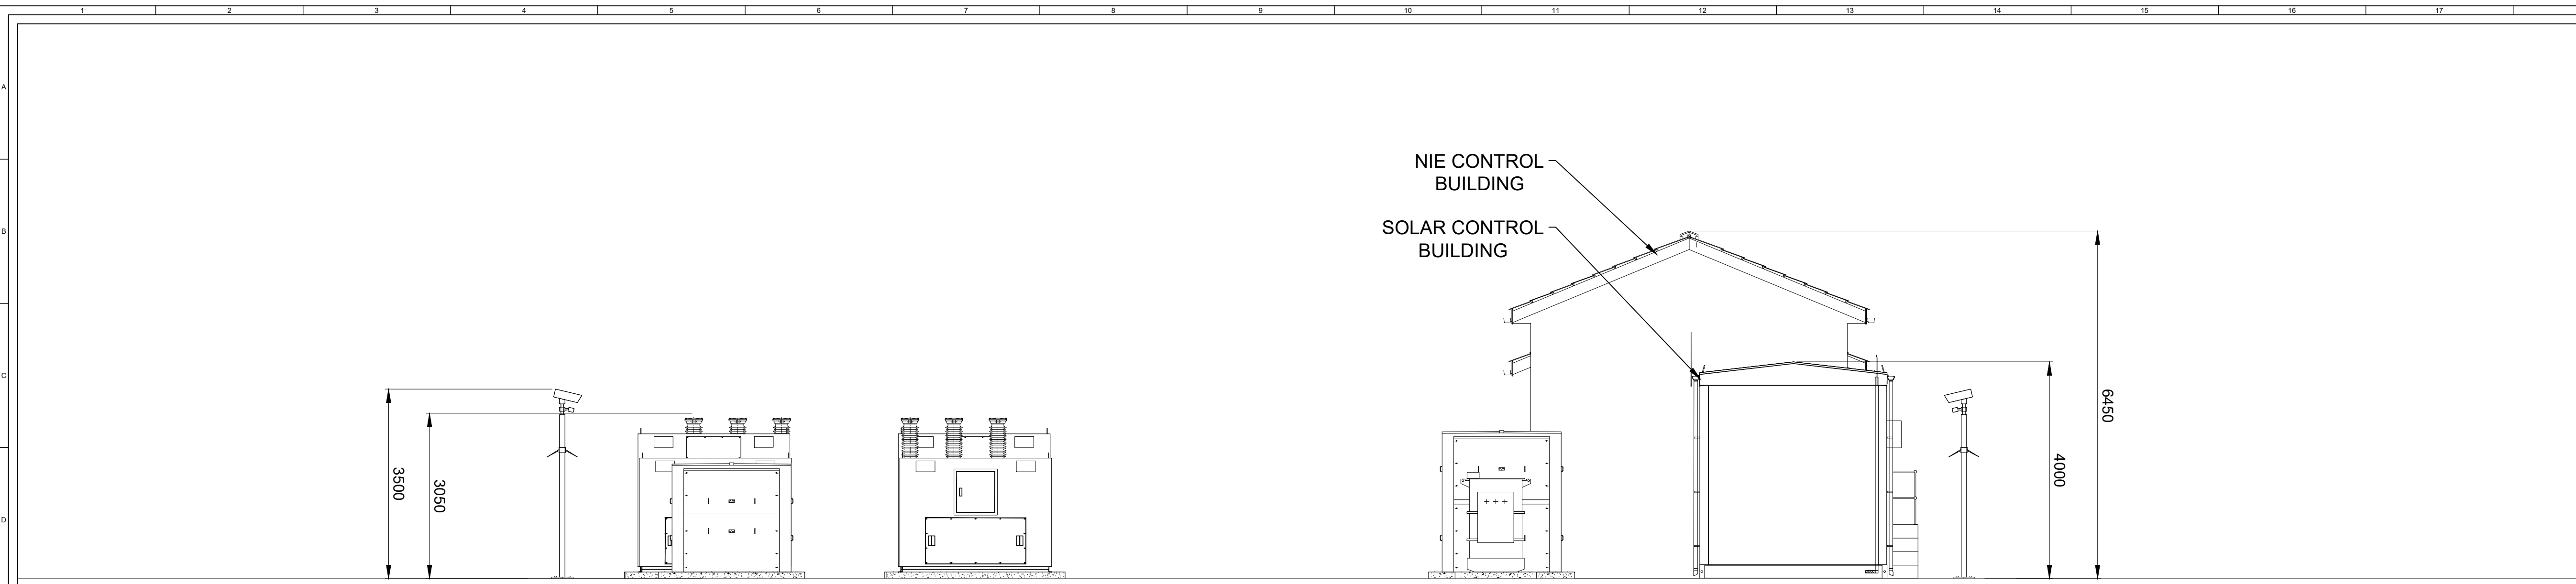 1 2 3 4 5 6 7 8 9 10 11 12 13 14 15 16 17
A
B
C
D
NIE CONTROL
BUILDING
SOLAR CONTROL
BUILDING
3500
3050
4000
6450